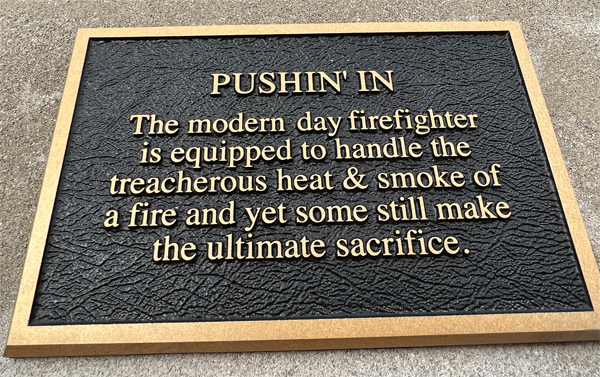 PUSHIN' IN
The modern day firefighter
is equipped to handle the
treacherous heat & smoke of
a fire and yet some still make
the ultimate sacrifice.